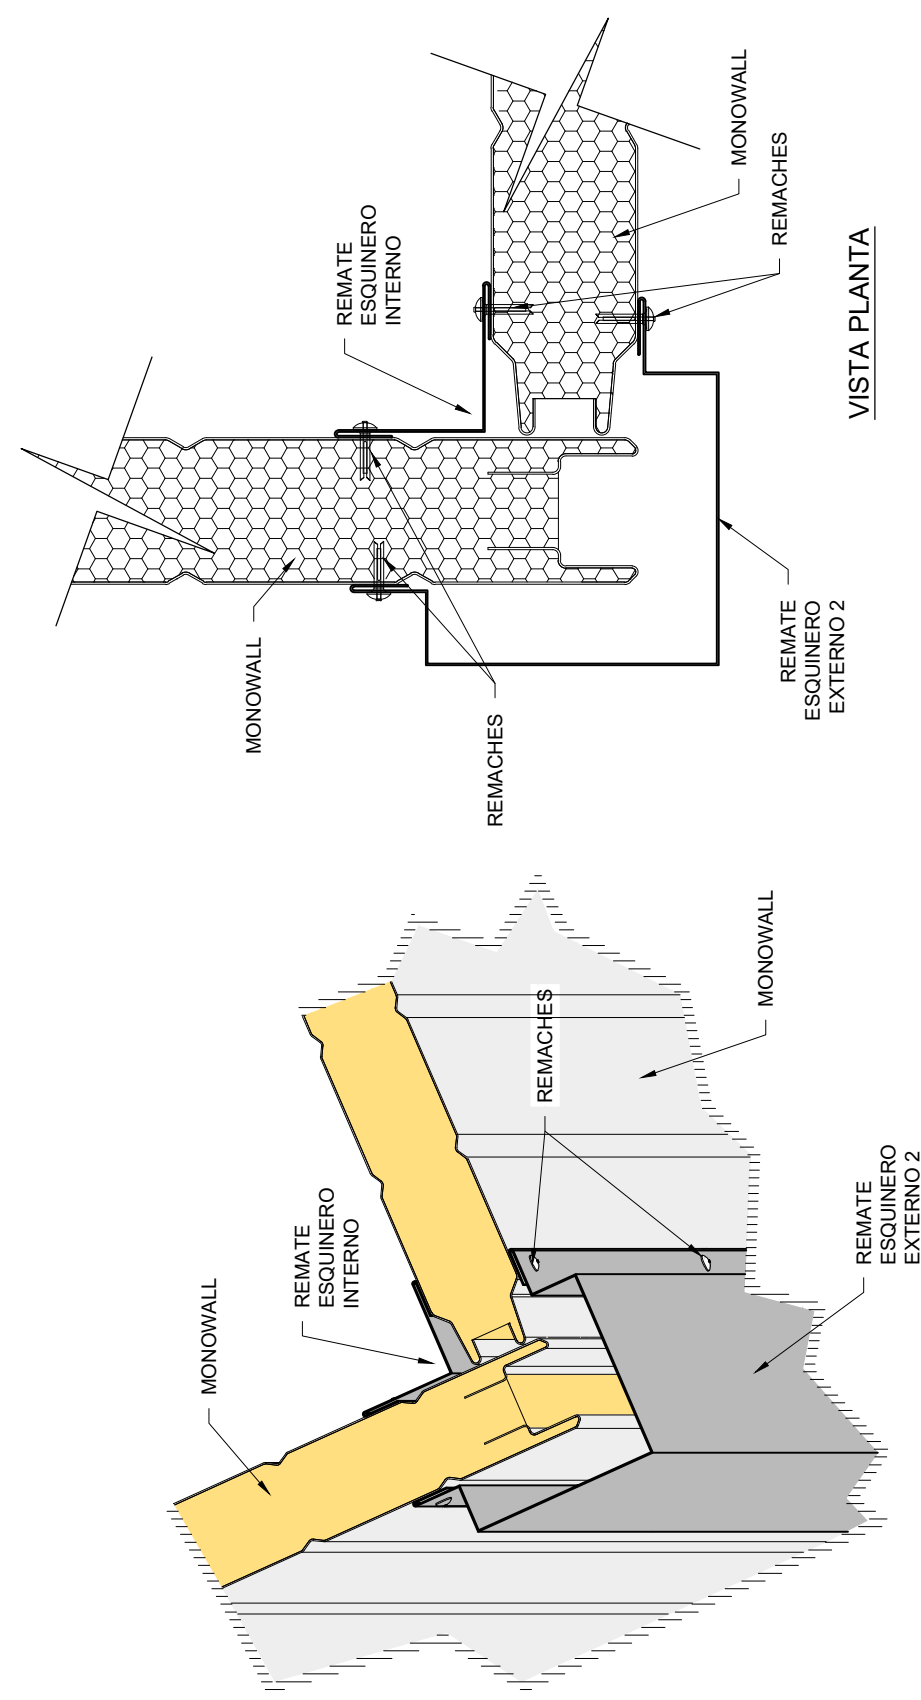 MONOWALL
REMATE
ESQUINERO
INTERNO
REMACHES
MONOWALL
REMATE
ESQUINERO
EXTERNO 2
MONOWALL
REMATE
ESQUINERO
INTERNO
REMACHES
MONOWALL
REMACHES
REMATE
ESQUINERO
EXTERNO 2
VISTA PLANTA